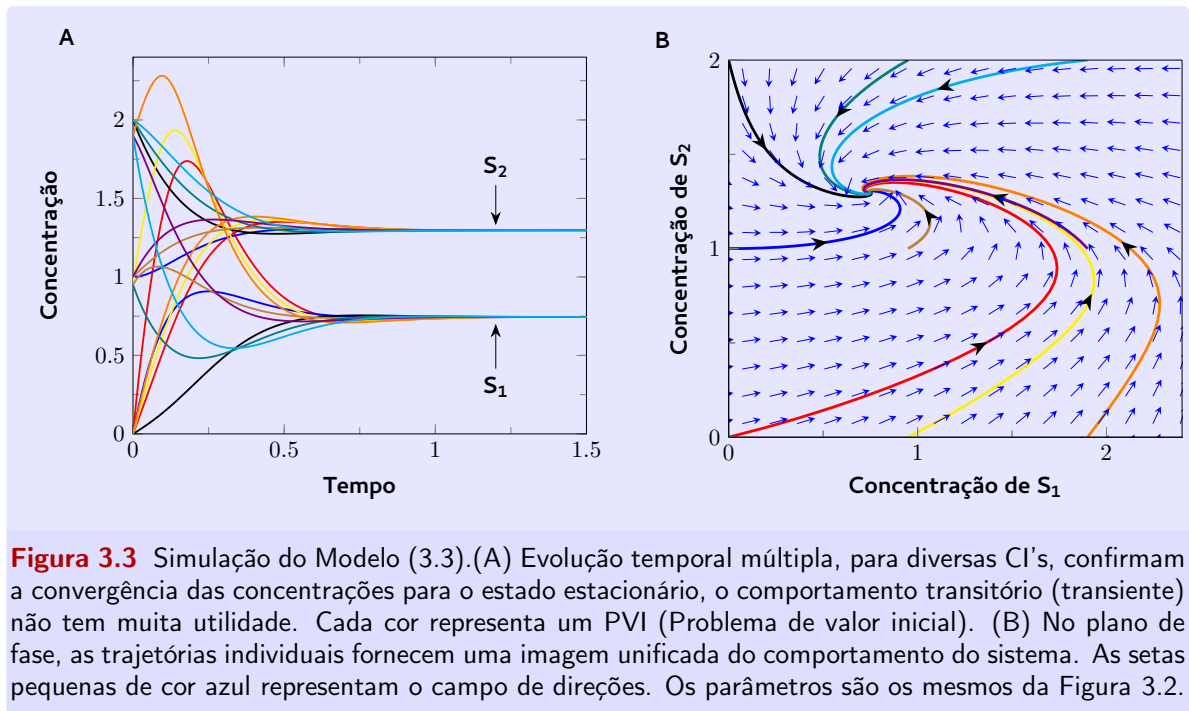 A
2
1.5
1
0.5
0
0
0.25
0.5
1
1.5
Concentração
Tempo
S2
S1
B
2
1
0
0
1
2
Concentração de S2
Concentração de S1
Figura 3.3 Simulação do Modelo (3.3).(A) Evolução temporal múltipla, para diversas CI's, confirmam
a convergência das concentrações para o estado estacionário, o comportamento transitório (transiente)
não tem muita utilidade. Cada cor representa um PVI (Problema de valor inicial). (B) No plano de
fase, as trajetórias individuais fornecem uma imagem unificada do comportamento do sistema. As setas
pequenas de cor azul representam o campo de direções. Os parâmetros são os mesmos da Figura 3.2.